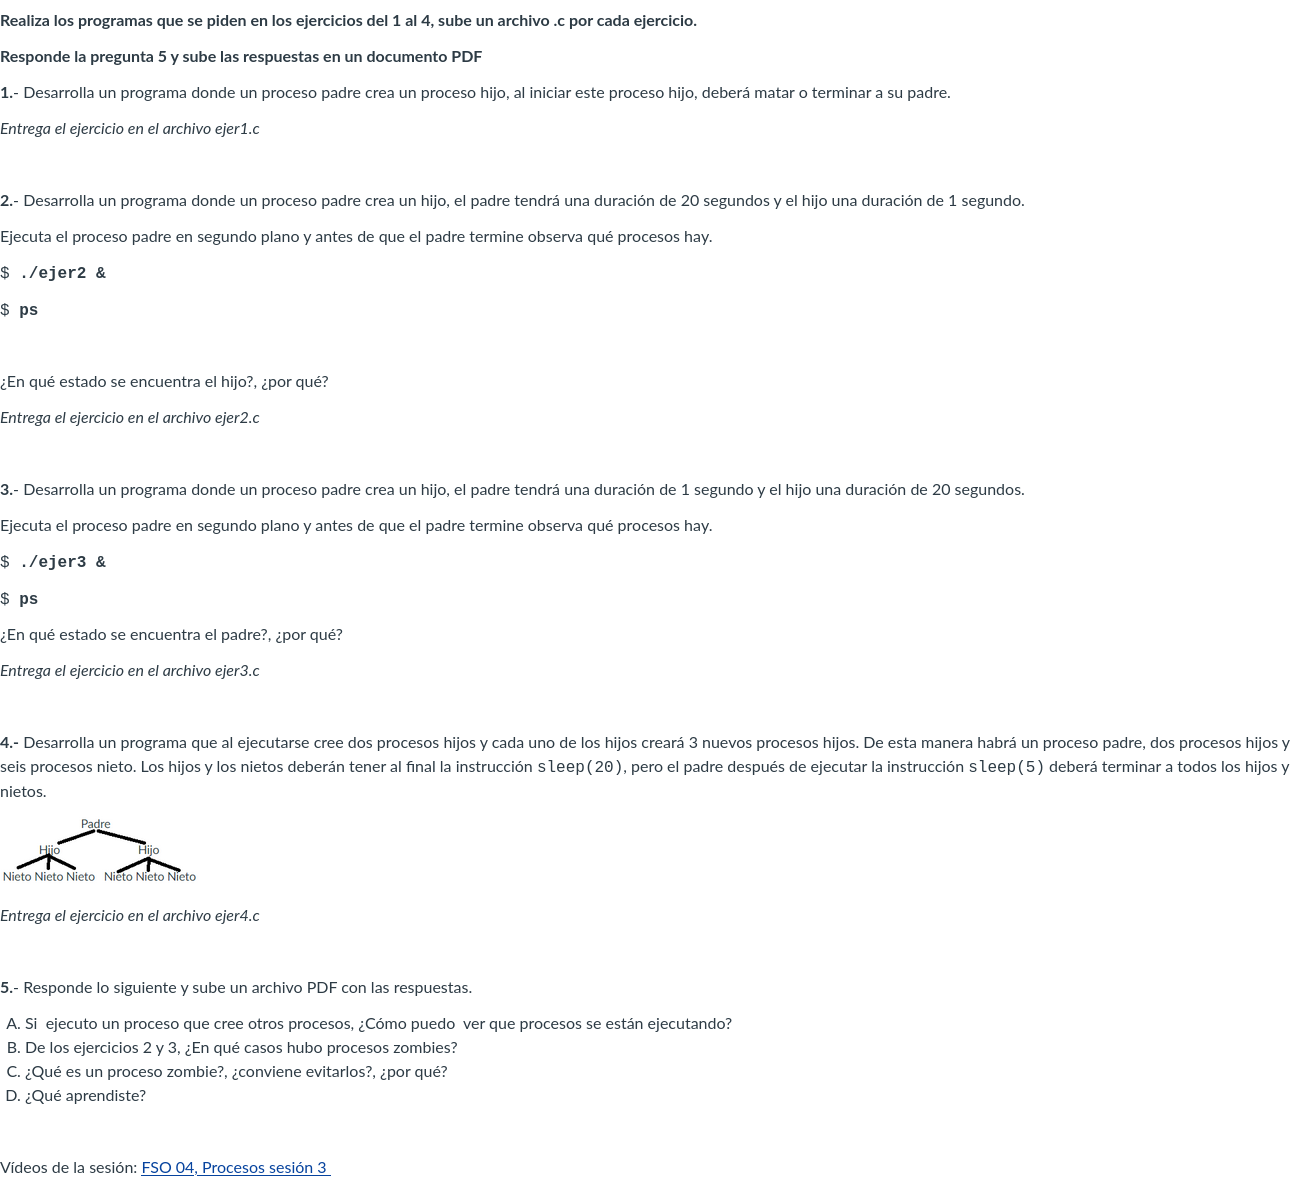 Realiza los programas que se piden en los ejercicios del 1 al 4, sube un archivo .c por cada ejercicio.
Responde la pregunta 5 y sube las respuestas en un documento PDF
1.- Desarrolla un programa donde un proceso padre crea un proceso hijo, al iniciar este proceso hijo, deberá matar o terminar a su padre.
Entrega el ejercicio en el archivo ejer1.c
2.- Desarrolla un programa donde un proceso padre crea un hijo, el padre tendrá una duración de 20 segundos y el hijo una duración de 1 segundo.
Ejecuta el proceso padre en segundo plano y antes de que el padre termine observa qué procesos hay.
$ ./ejer2 &
$ ps
¿En qué estado se encuentra el hijo?, ¿por qué?
Entrega el ejercicio en el archivo ejer2.c
3.- Desarrolla un programa donde un proceso padre crea un hijo, el padre tendrá una duración de 1 segundo y el hijo una duración de 20 segundos.
Ejecuta el proceso padre en segundo plano y antes de que el padre termine observa qué procesos hay.
$ ./ejer3 &
$ ps
¿En qué estado se encuentra el padre?, ¿por qué?
Entrega el ejercicio en el archivo ejer3.c
4.- Desarrolla un programa que al ejecutarse cree dos procesos hijos y cada uno de los hijos creará 3 nuevos procesos hijos. De esta manera habrá un proceso padre, dos procesos hijos y
seis procesos nieto. Los hijos y los nietos deberán tener al final la instrucción sleep(20), pero el padre después de ejecutar la instrucción sleep(5) deberá terminar a todos los hijos y
nietos.
Padre
Hijo Hijo
Nieto Nieto Nieto Nieto Nieto Nieto
Entrega el ejercicio en el archivo ejer4.c
5.- Responde lo siguiente y sube un archivo PDF con las respuestas.
A. Si ejecuto un proceso que cree otros procesos, ¿Cómo puedo ver que procesos se están ejecutando?
B. De los ejercicios 2 y 3, ¿En qué casos hubo procesos zombies?
C. ¿Qué es un proceso zombie?, ¿conviene evitarlos?, ¿por qué?
D. ¿Qué aprendiste?
Vídeos de la sesión: FSO 04, Procesos sesión 3